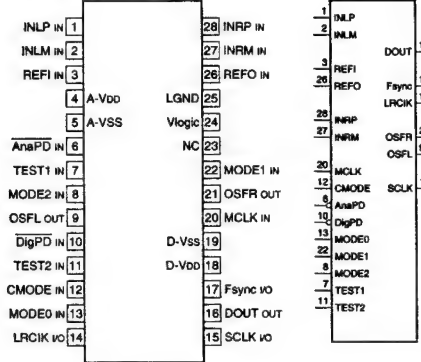 INLP IN 1
INLM IN 2
REFI IN 3
4 A-VDD
5 A-VSS
AnaPD IN 6
TEST1 IN 7
MODE2 IN 8
OSFL OUT 9
DigPD IN 10
TEST2 IN 11
CMODE IN 12
MODE0 IN 13
LRCIK I/O 14
28 INRP IN
27 INRM IN
26 REFO IN
LGND 25
Vlogic 24
NC 23
22 MODE1 IN
21 OSFR OUT
20 MCLK IN
D-Vss 19
D-VDD 18
17 Fsync I/O
16 DOUT OUT
15 SCLK I/O
1 INLP
2 INLM
3 REFI
26 REFO
28 INRP
27 INRM
20 MCLK
12 CMODE
6 AnaPD
10 DigPD
13 MODE0
22 MODE1
8 MODE2
7 TEST1
11 TEST2
DOUT
Fsync
LRCIK
OSFR
OSFL
SCLK